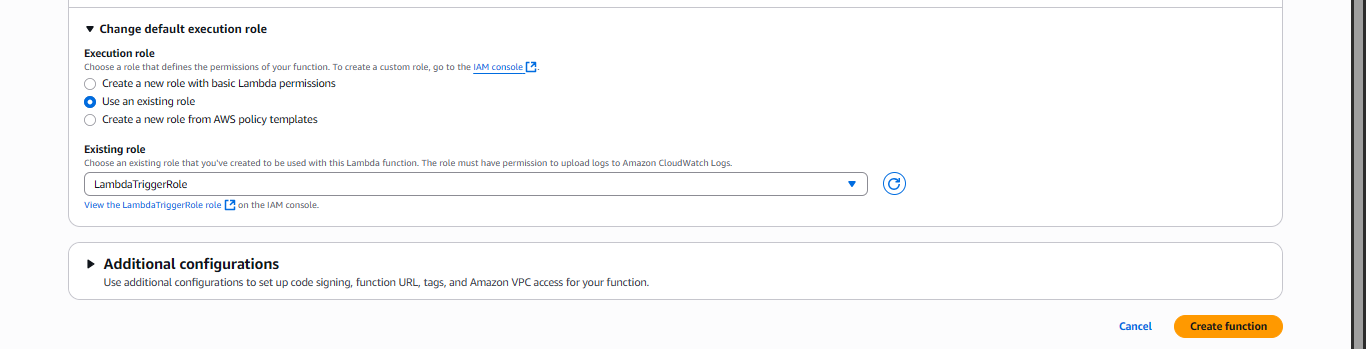 Change default execution role
Execution role
Choose a role that defines the permissions of your function. To create a custom role, go to the IAM console.
Create a new role with basic Lambda permissions
Use an existing role
Create a new role from AWS policy templates
Existing role
Choose an existing role that you've created to be used with this Lambda function. The role must have permission to upload logs to Amazon CloudWatch Logs.
LambdaTriggerRole
View the LambdaTriggerRole role on the IAM console.
Additional configurations
Use additional configurations to set up code signing, function URL, tags, and Amazon VPC access for your function.
Cancel Create function